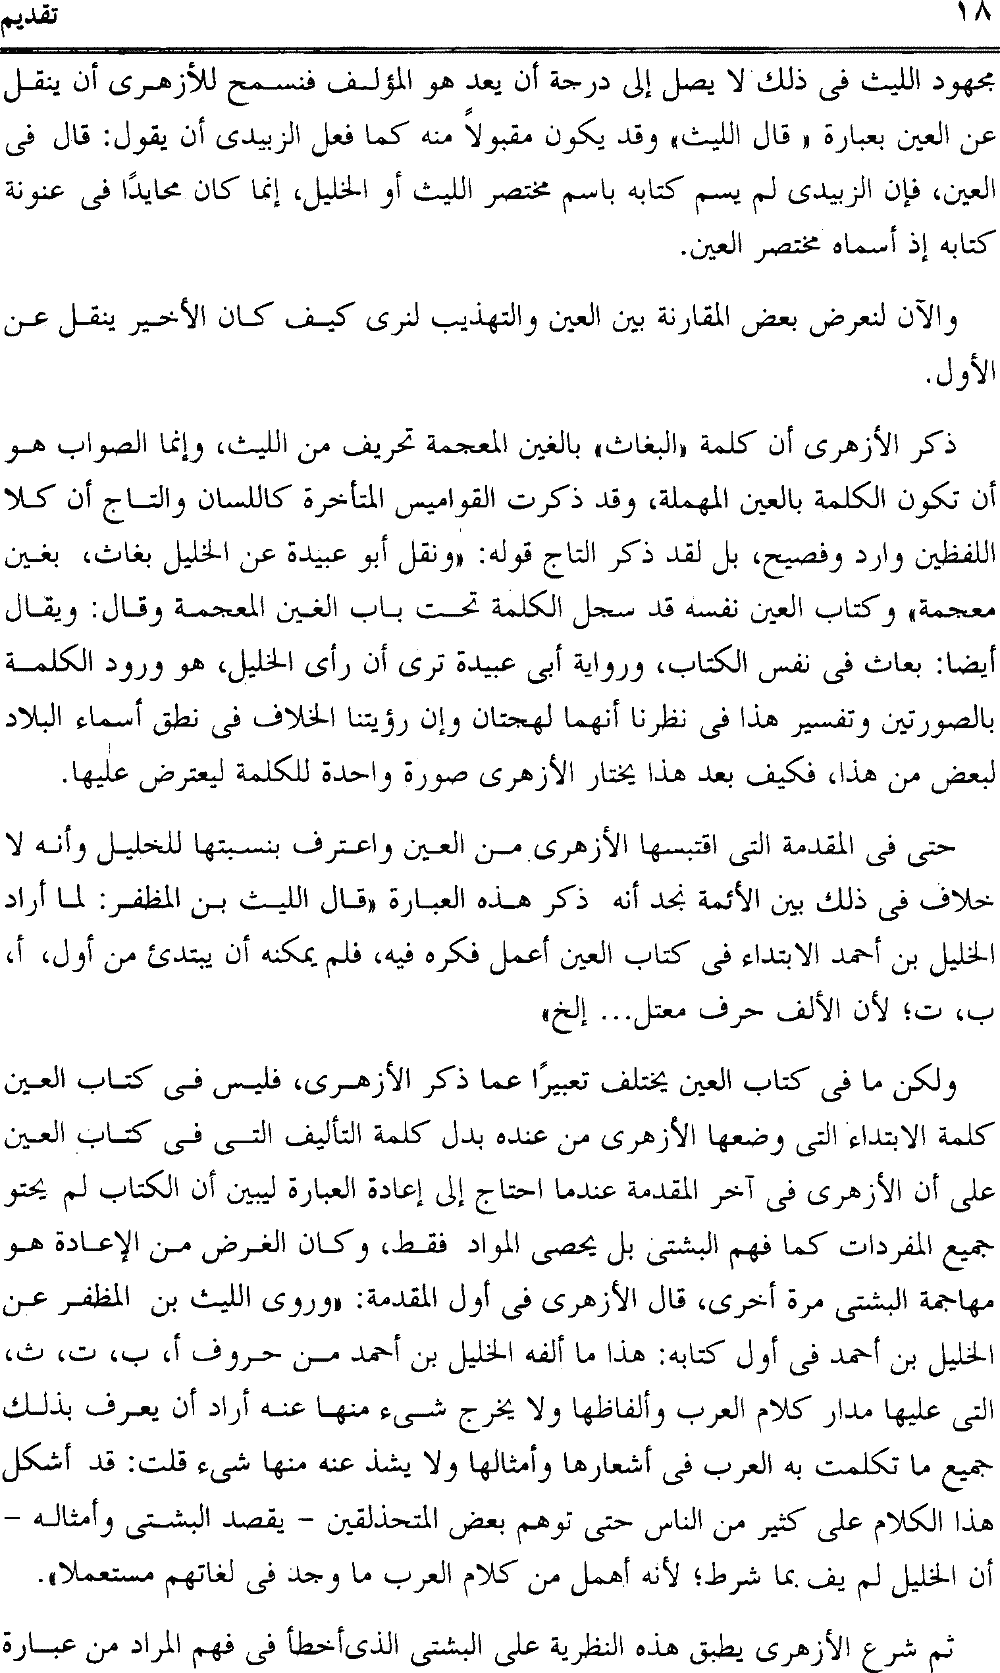 ١٨
تقديم
مجهود الليث فى ذلك لا يصل إلى درجة أن يعد هو المؤلف فنسمح للأزهرى أن ينقل
عن العين بعبارة « قال الليث» وقد يكون مقبولاً منه كما فعل الزبيدى أن يقول: قال فى
العين، فإن الزبيدى لم يسم كتابه باسم مختصر الليث أو الخليل، إنما كان محايدًا فى عنونة
كتابه إذ أسماه مختصر العين.
والآن لنعرض بعض المقارنة بين العين والتهذيب لنرى كيف كان الأخير ينقل عن
الأول.
ذكر الأزهرى أن كلمة «البغاث» بالغين المعجمة تحريف من الليث، وإنما الصواب هو
أن تكون الكلمة بالعين المهملة، وقد ذكرت القواميس المتأخرة كاللسان والتاج أن كلا
اللفظين وارد وفصيح، بل لقد ذكر التاج قوله: «ونقل أبو عبيدة عن الخليل بغاث، بغين
معجمة» وكتاب العين نفسه قد سجل الكلمة تحت باب الغين المعجمة وقال: ويقال
أيضا: بعاث فى نفس الكتاب، ورواية أبى عبيدة ترى أن رأى الخليل، هو ورود الكلمة
بالصورتين وتفسير هذا فى نظرنا أنهما لهجتان وإن رؤيتنا الخلاف فى نطق أسماء البلاد
لبعض من هذا، فكيف بعد هذا يختار الأزهرى صورة واحدة للكلمة ليعترض عليها.
حتى فى المقدمة التى اقتبسها الأزهرى من العين واعترف بنسبتها للخليل وأنه لا
خلاف فى ذلك بين الأئمة نجد أنه ذكر هذه العبارة «قال الليث بن المظفر: لما أراد
الخليل بن أحمد الابتداء فى كتاب العين أعمل فكره فيه، فلم يمكنه أن يبتدئ من أول، أ،
ب، ت؛ لأن الألف حرف معتل... إلخ»
ولكن ما فى كتاب العين يختلف تعبيرًا عما ذكر الأزهرى، فليس فى كتاب العين
كلمة الابتداء التى وضعها الأزهرى من عنده بدل كلمة التأليف التى فى كتاب العين
على أن الأزهرى فى آخر المقدمة عندما احتاج إلى إعادة العبارة ليبين أن الكتاب لم يحتو
جميع المفردات كما فهم البشتى بل يحصى المواد فقط، وكان الغرض من الإعادة هو
مهاجمة البشتى مرة أخرى، قال الأزهرى فى أول المقدمة: «وروى الليث بن المظفر عن
الخليل بن أحمد فى أول كتابه: هذا ما ألفه الخليل بن أحمد من حروف أ، ب، ت، ث،
التى عليها مدار كلام العرب وألفاظها ولا يخرج شىء منها عنه أراد أن يعرف بذلك
جميع ما تكلمت به العرب فى أشعارها وأمثالها ولا يشذ عنه منها شىء قلت: قد أشكل
هذا الكلام على كثير من الناس حتى توهم بعض المتحذلقين - يقصد البشتى وأمثاله -
أن الخليل لم يف بما شرط؛ لأنه أهمل من كلام العرب ما وجد فى لغاتهم مستعملا».
ثم شرع الأزهرى يطبق هذه النظرية على البشتى الذى أخطأ فى فهم المراد من عبارة